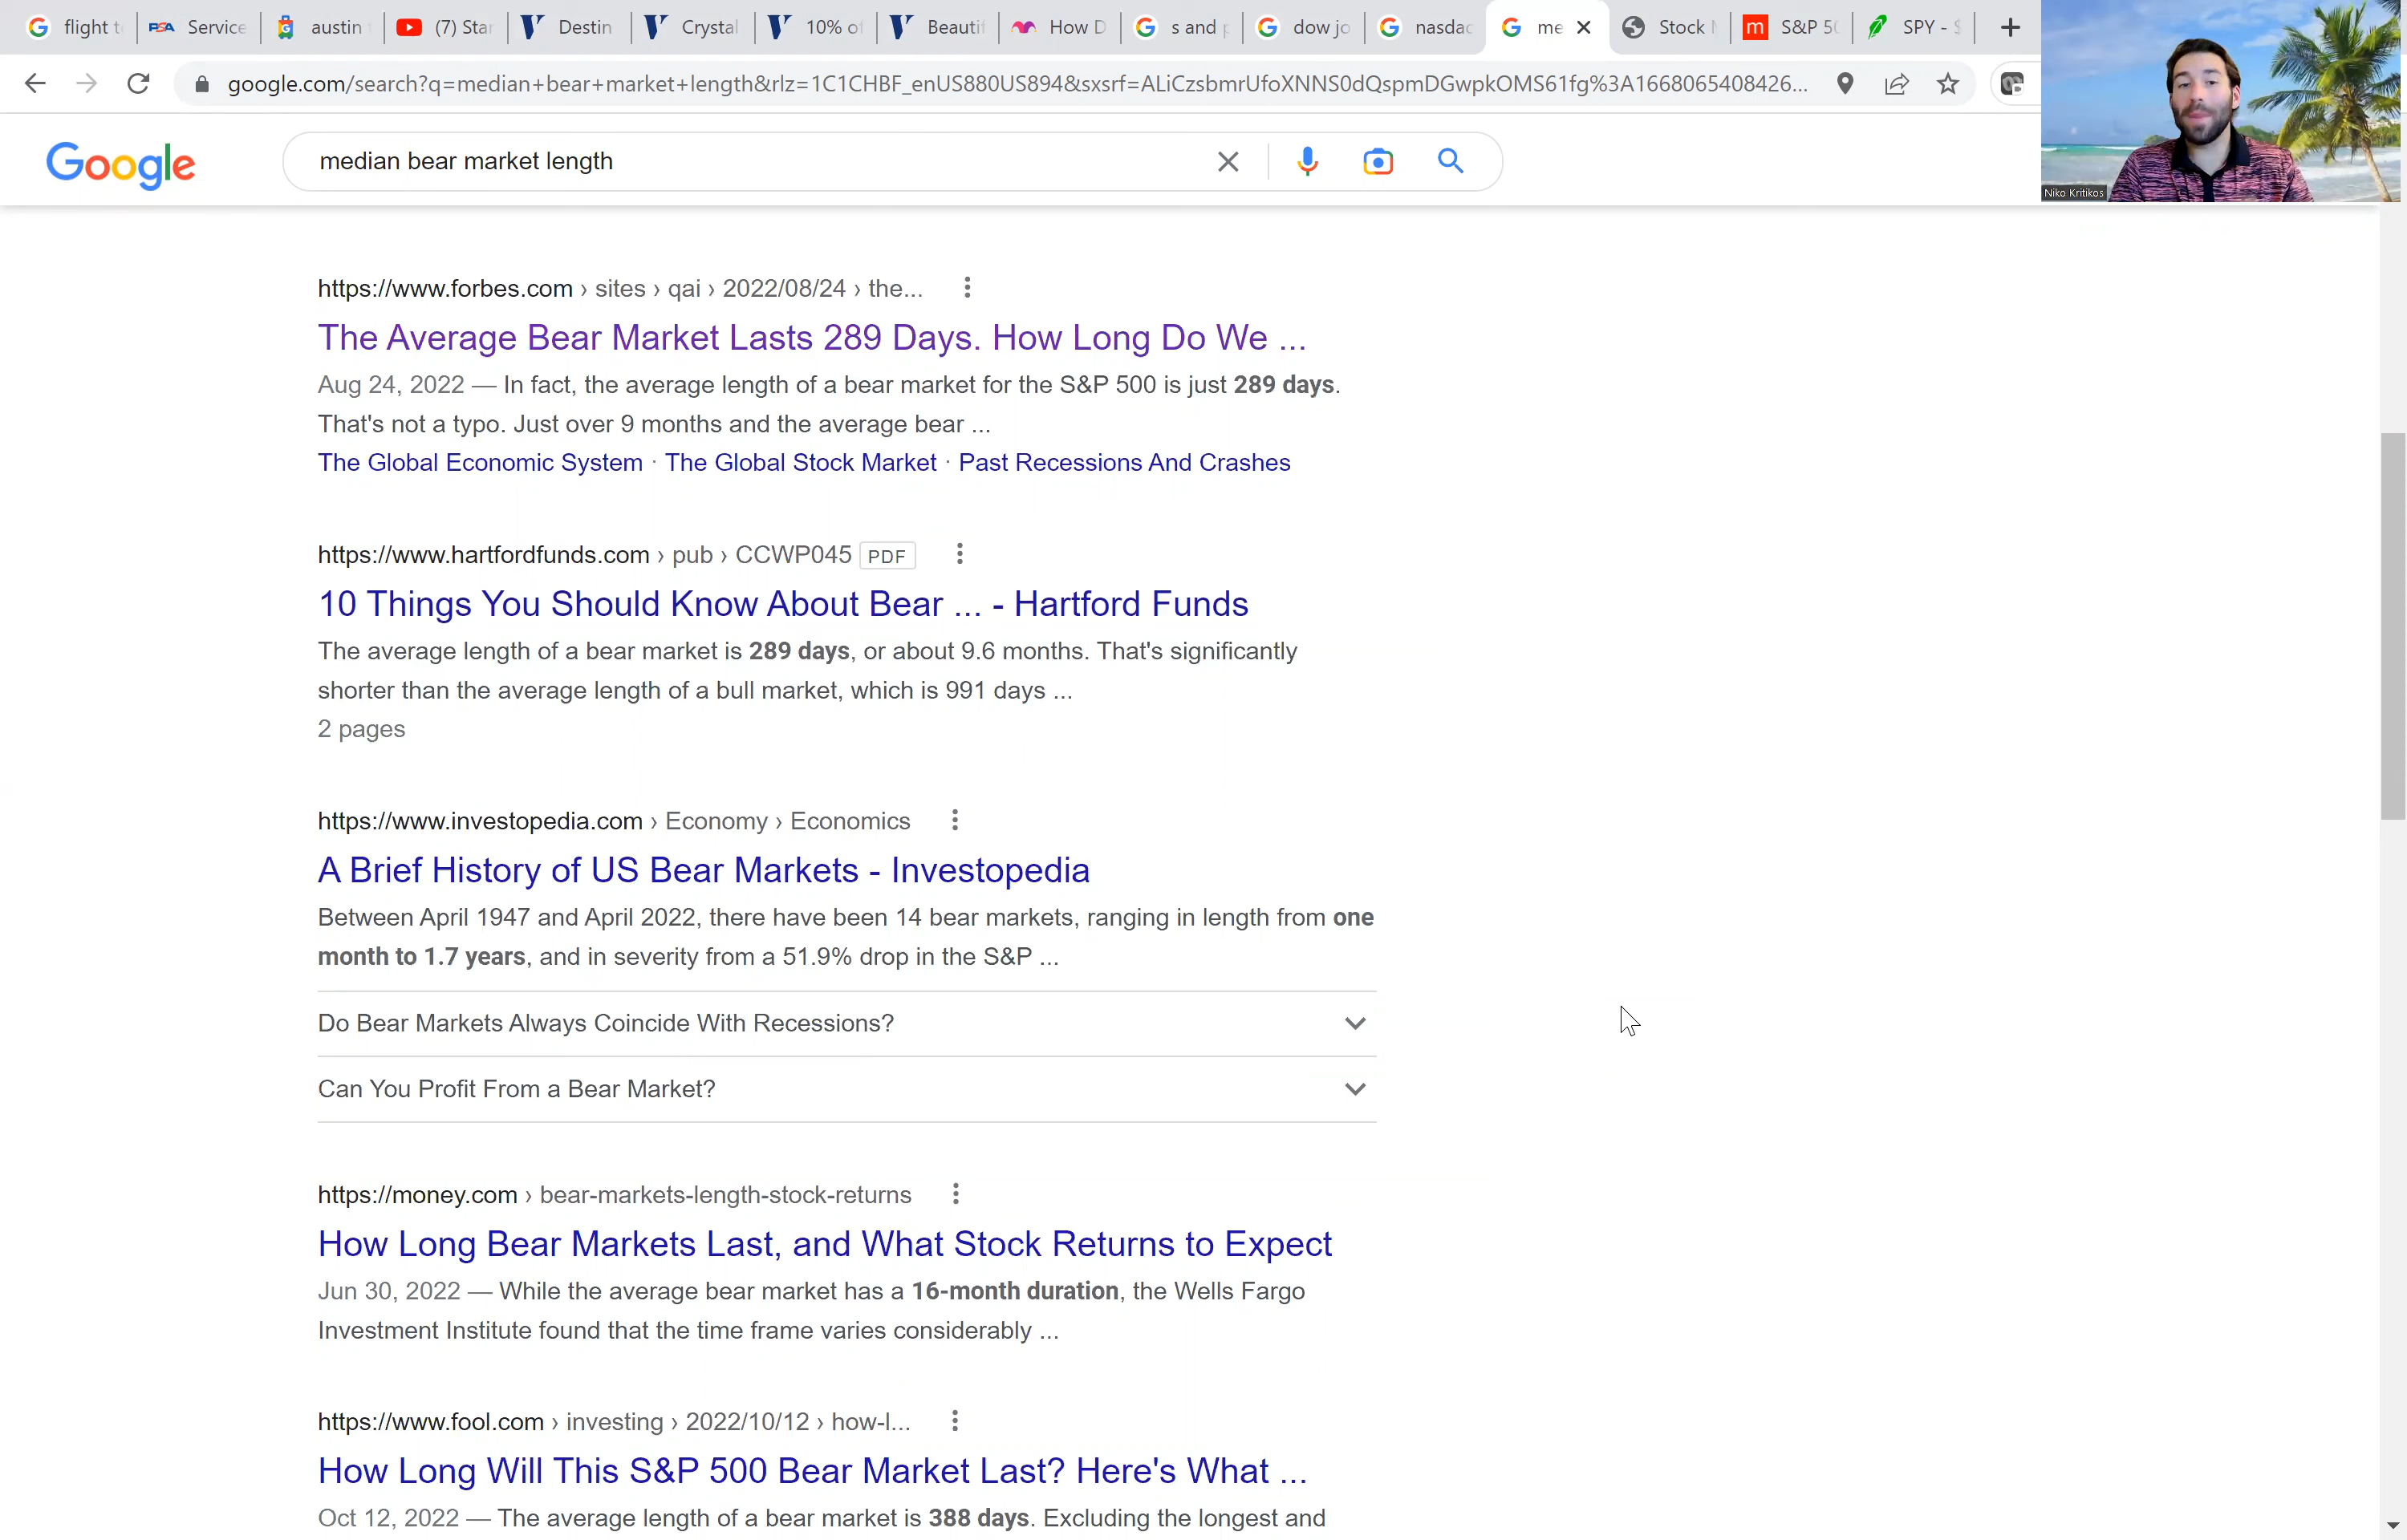 flight t
PSA Service
austin
(7) Star
Destin
Crystal
10% of
Beauti
How D
s and p
dow jo
nasdac
me
Stock
S&P 50
SPY - $
google.com/search?q=median+bear+market+length&rlz=1C1CHBF_enUS880US894&sxsrf=ALiCzsbmrUfoXNNS0dQspmDGwpkOMS61fg%3A1668065408426...
Niko Kritikos
Google
median bear market length
https://www.forbes.com › sites › qai › 2022/08/24 › the...
The Average Bear Market Lasts 289 Days. How Long Do We ...
Aug 24, 2022 — In fact, the average length of a bear market for the S&P 500 is just 289 days.
That's not a typo. Just over 9 months and the average bear ...
The Global Economic System · The Global Stock Market · Past Recessions And Crashes
https://www.hartfordfunds.com › pub › CCWP045 PDF
10 Things You Should Know About Bear ... - Hartford Funds
The average length of a bear market is 289 days, or about 9.6 months. That's significantly
shorter than the average length of a bull market, which is 991 days ...
2 pages
https://www.investopedia.com › Economy › Economics
A Brief History of US Bear Markets - Investopedia
Between April 1947 and April 2022, there have been 14 bear markets, ranging in length from one
month to 1.7 years, and in severity from a 51.9% drop in the S&P ...
Do Bear Markets Always Coincide With Recessions?
Can You Profit From a Bear Market?
https://money.com › bear-markets-length-stock-returns
How Long Bear Markets Last, and What Stock Returns to Expect
Jun 30, 2022 — While the average bear market has a 16-month duration, the Wells Fargo
Investment Institute found that the time frame varies considerably ...
https://www.fool.com › investing › 2022/10/12 › how-l...
How Long Will This S&P 500 Bear Market Last? Here's What ...
Oct 12, 2022 — The average length of a bear market is 388 days. Excluding the longest and